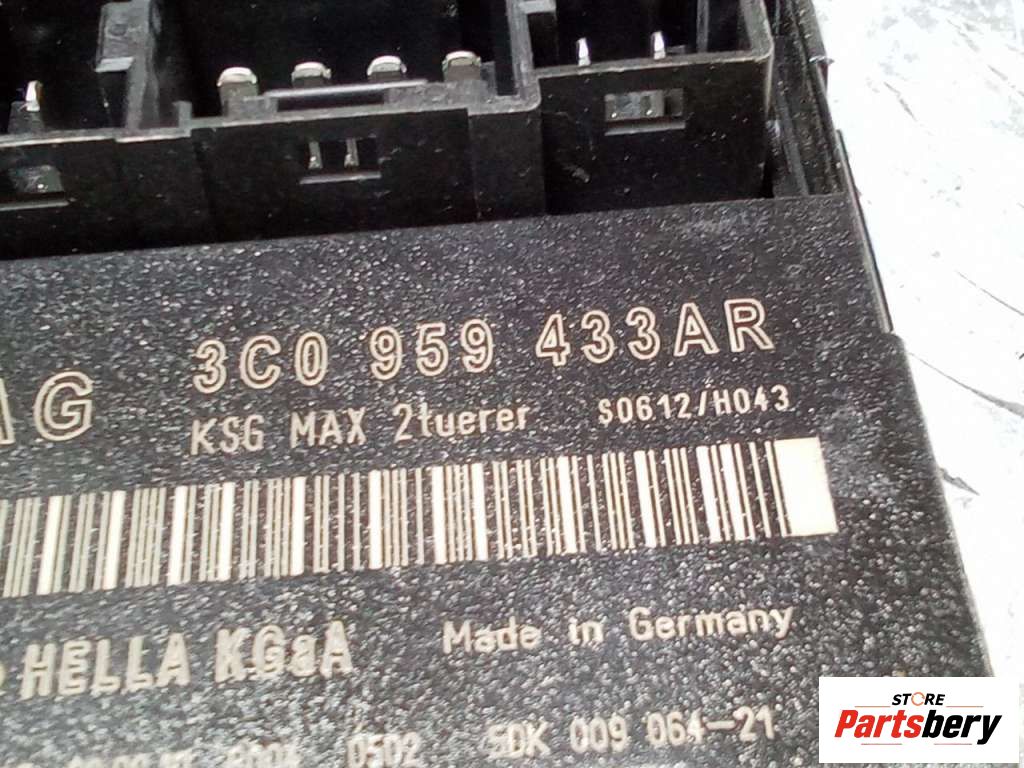 AG 3C0 959 433AR
KSG MAX 2tuerer S0612/H043
HELLA KGaA Made in Germany
0502 5DK 009 064-21
STORE
Partsbery